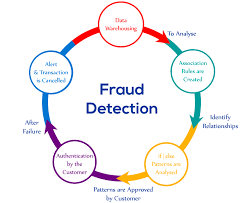 Data
Warehousing
To Analyse
Association
Rules are
Created
Identify
Relationships
If | else
Patterns are
Analysed
Patterns are Approved
by Customer
Authentication
by the
Customer
After
Failure
Alert
& Transaction
is Cancelled
Fraud
Detection